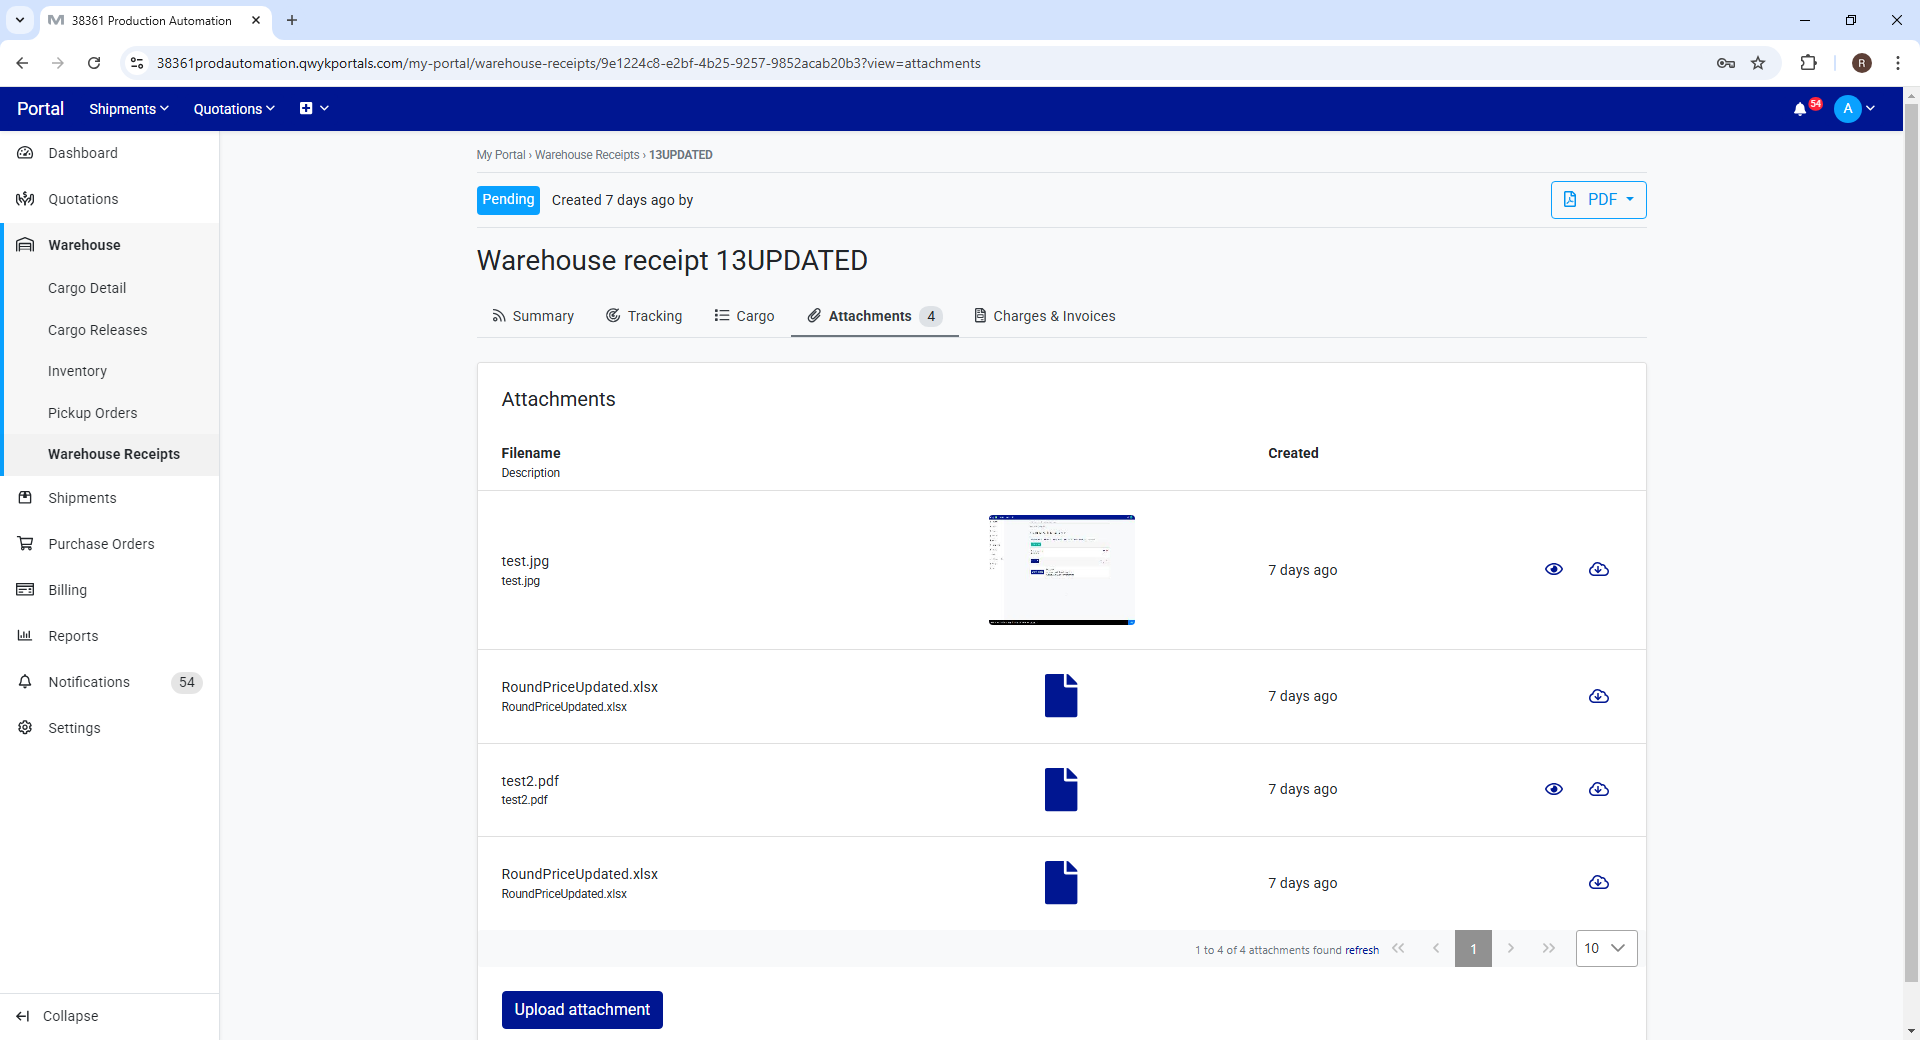 38361 Production Automation
38361prodautomation.qwykportals.com/my-portal/warehouse-receipts/9e1224c8-e2bf-4b25-9257-9852acab20b3?view=attachments
R
Portal
Shipments
Quotations
54
A
Dashboard
Quotations
Warehouse
Cargo Detail
Cargo Releases
Inventory
Pickup Orders
Warehouse Receipts
Shipments
Purchase Orders
Billing
Reports
Notifications 54
Settings
Collapse
My Portal › Warehouse Receipts › 13UPDATED
Pending Created 7 days ago by
PDF
Warehouse receipt 13UPDATED
Summary Tracking Cargo Attachments 4 Charges & Invoices
Attachments
Filename Created
Description
test.jpg
test.jpg
7 days ago
RoundPriceUpdated.xlsx
RoundPriceUpdated.xlsx
7 days ago
test2.pdf
test2.pdf
7 days ago
RoundPriceUpdated.xlsx
RoundPriceUpdated.xlsx
7 days ago
1 to 4 of 4 attachments found refresh 1 10
Upload attachment